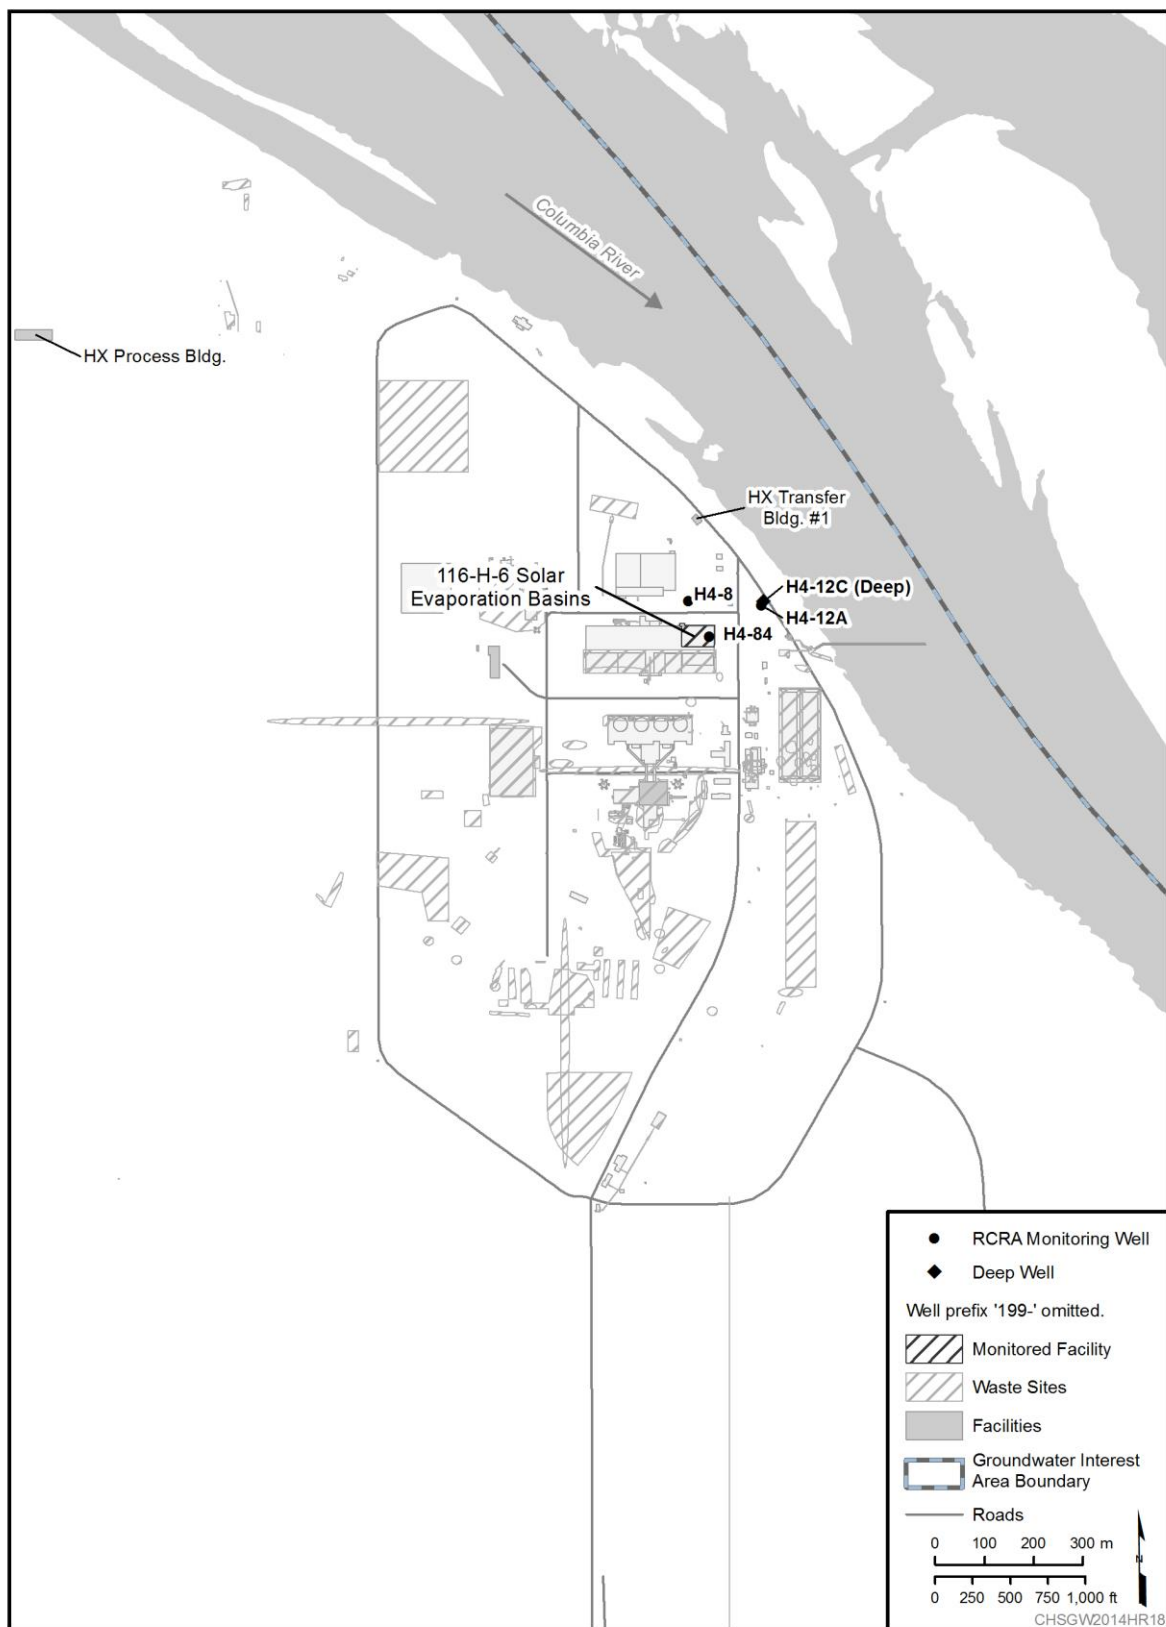 Columbia River
HX Process Bldg.
HX Transfer
Bldg. #1
116-H-6 Solar
Evaporation Basins
H4-8
H4-12C (Deep)
H4-12A
H4-84
RCRA Monitoring Well
Deep Well
Well prefix '199-' omitted.
Monitored Facility
Waste Sites
Facilities
Groundwater Interest
Area Boundary
Roads
0 100 200 300 m
0 250 500 750 1,000 ft
N
CHSGW2014HR18